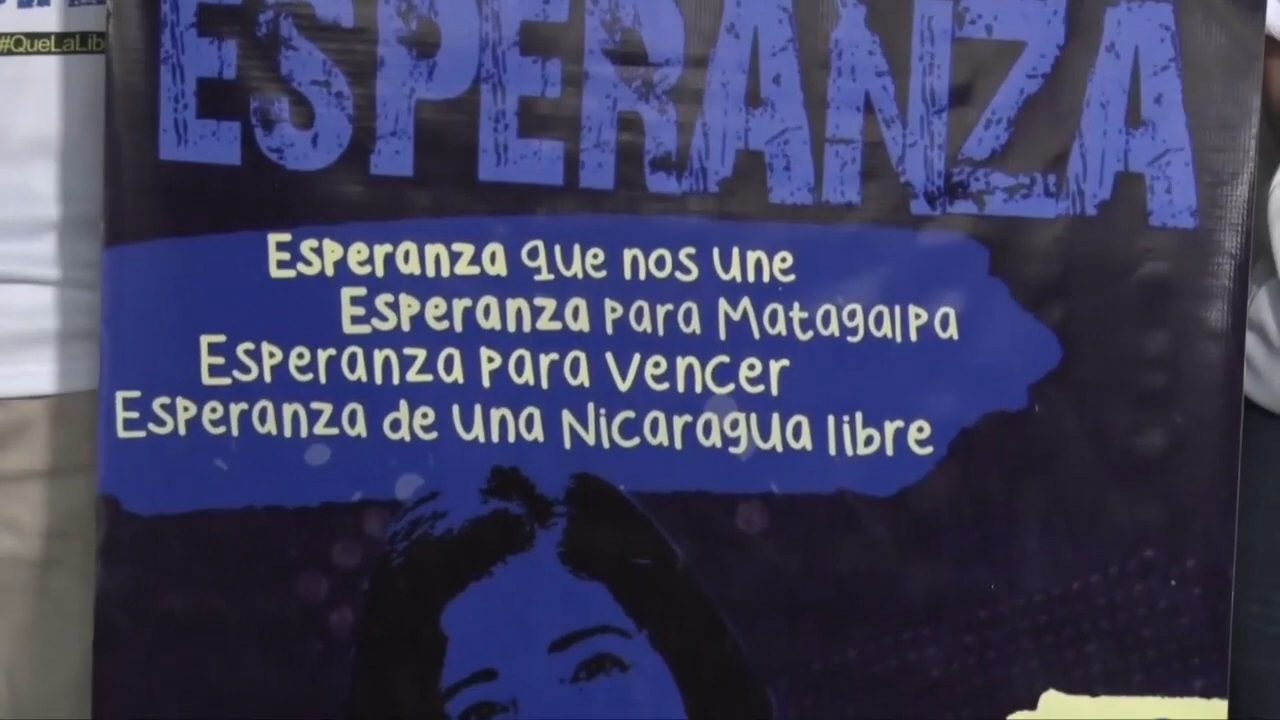 #QueLaLib
ESPERANZA
Esperanza que nos une
Esperanza para Matagalpa
Esperanza para vencer
Esperanza de una Nicaragua libre